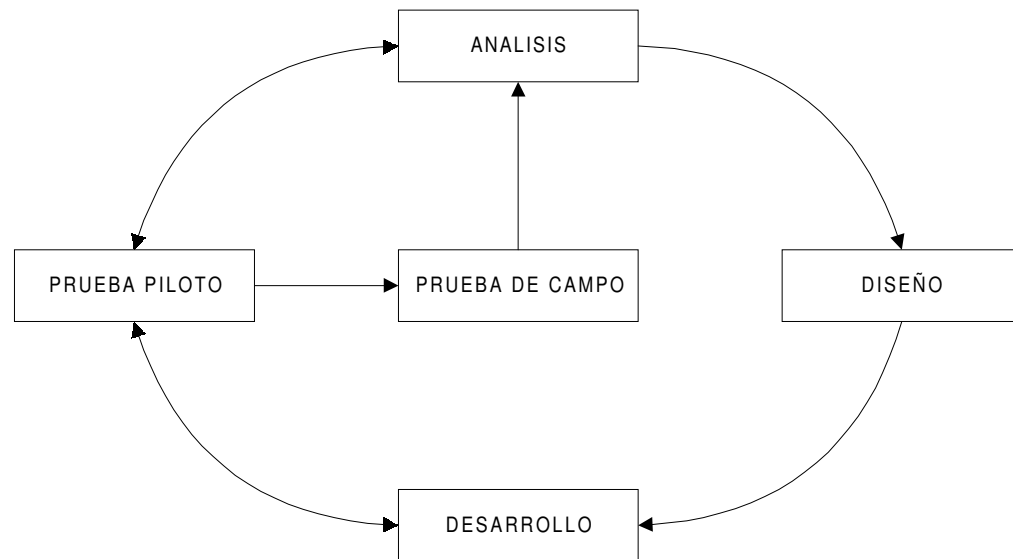 ANALISIS
PRUEBA PILOTO
PRUEBA DE CAMPO
DISEÑO
DESARROLLO